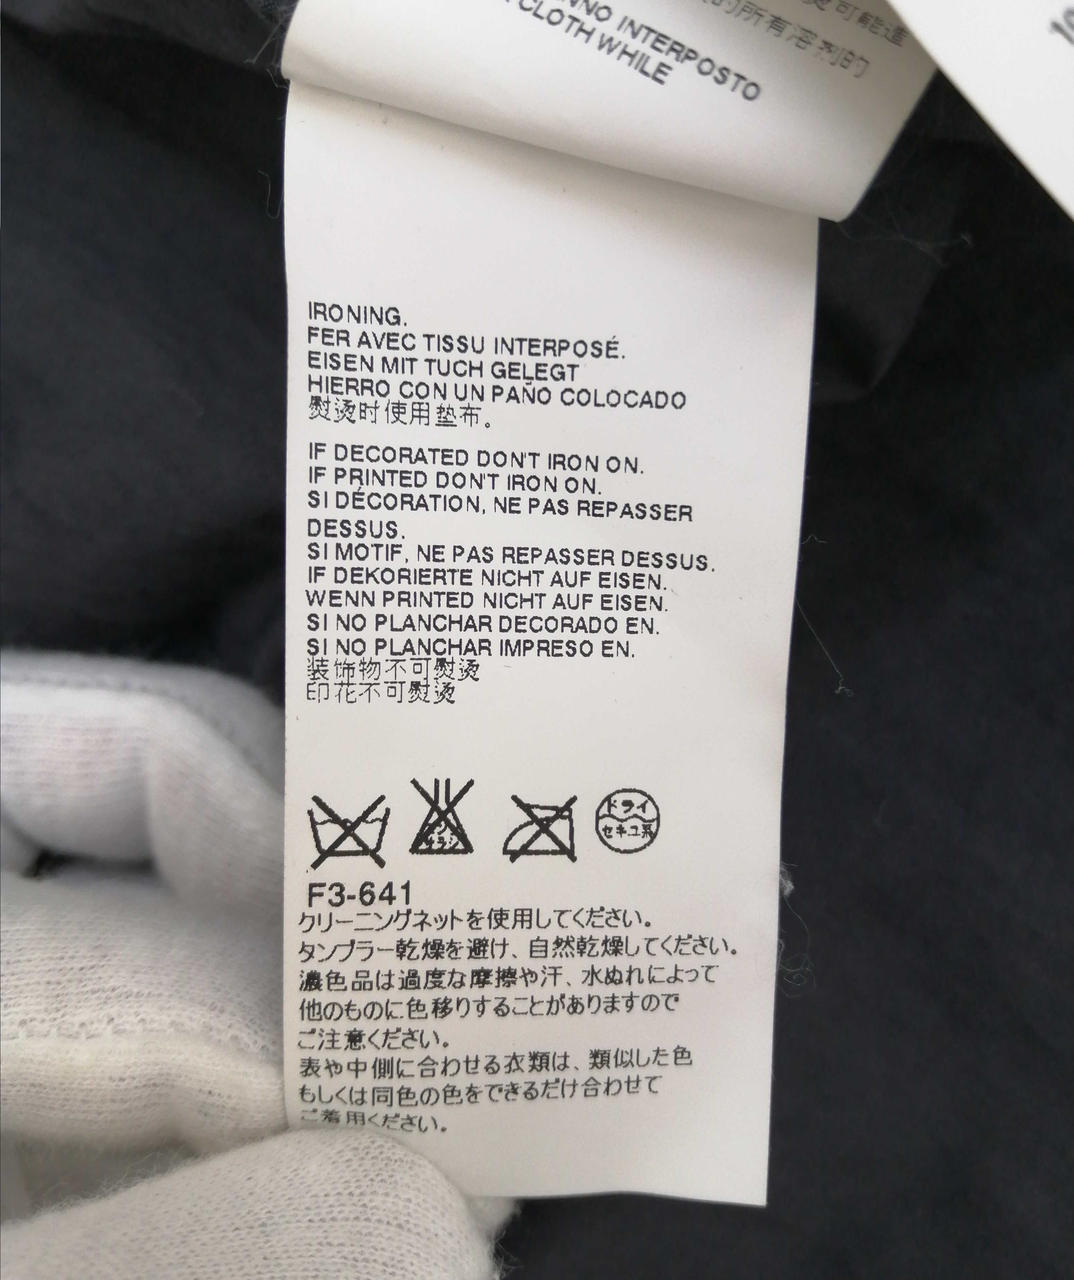 的所有溶剂的
INTERPOSTO
CLOTH WHILE
IRONING.
FER AVEC TISSU INTERPOSÉ.
EISEN MIT TUCH GELEGT
HIERRO CON UN PAÑO COLOCADO
熨烫时使用垫布。
IF DECORATED DON'T IRON ON.
IF PRINTED DON'T IRON ON.
SI DÉCORATION, NE PAS REPASSER
DESSUS.
SI MOTIF, NE PAS REPASSER DESSUS.
IF DEKORIERTE NICHT AUF EISEN.
WENN PRINTED NICHT AUF EISEN.
SI NO PLANCHAR DECORADO EN.
SI NO PLANCHAR IMPRESO EN.
装饰物不可熨烫
印花不可熨烫
ドライ
セキユ系
F3-641
クリーニングネットを使用してください。
タンブラー乾燥を避け、自然乾燥してください。
濃色品は過度な摩擦や汗、水ぬれによって
他のものに色移りすることがありますので
ご注意ください。
表や中側に合わせる衣類は、類似した色
もしくは同色の色をできるだけ合わせて
ご着用ください。